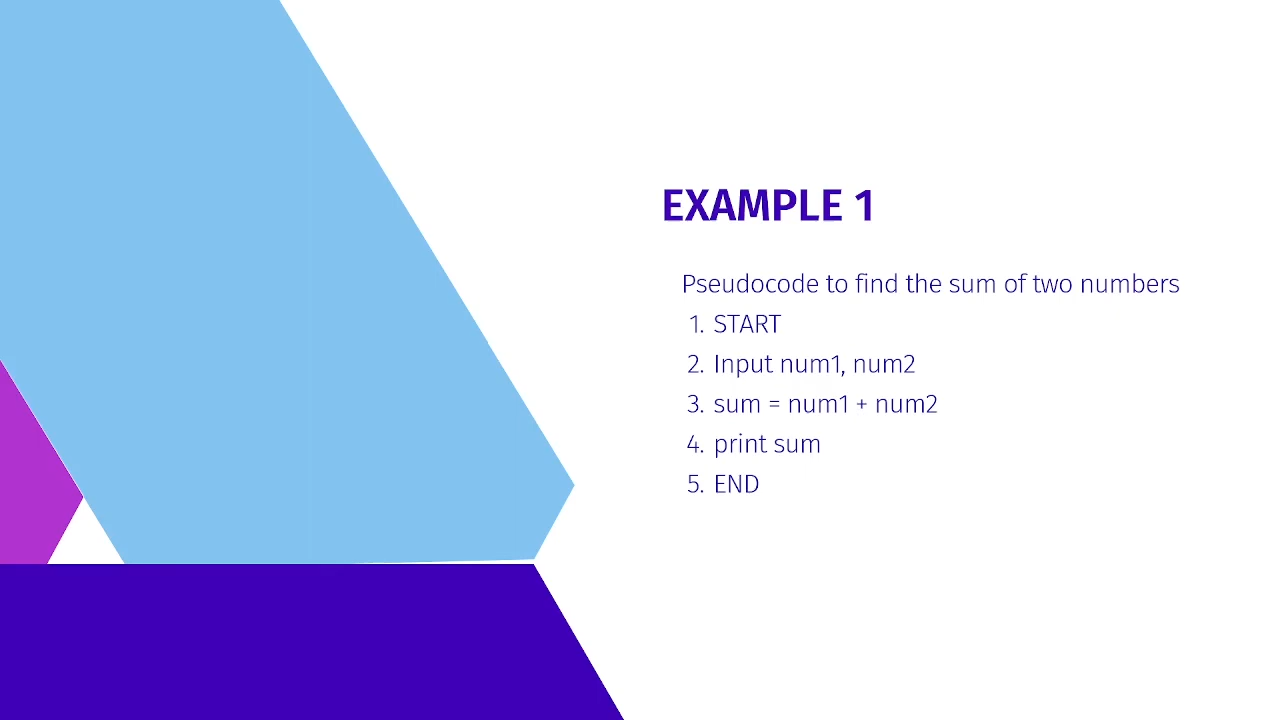 EXAMPLE 1
Pseudocode to find the sum of two numbers
1. START
2. Input num1, num2
3. sum = num1 + num2
4. print sum
5. END